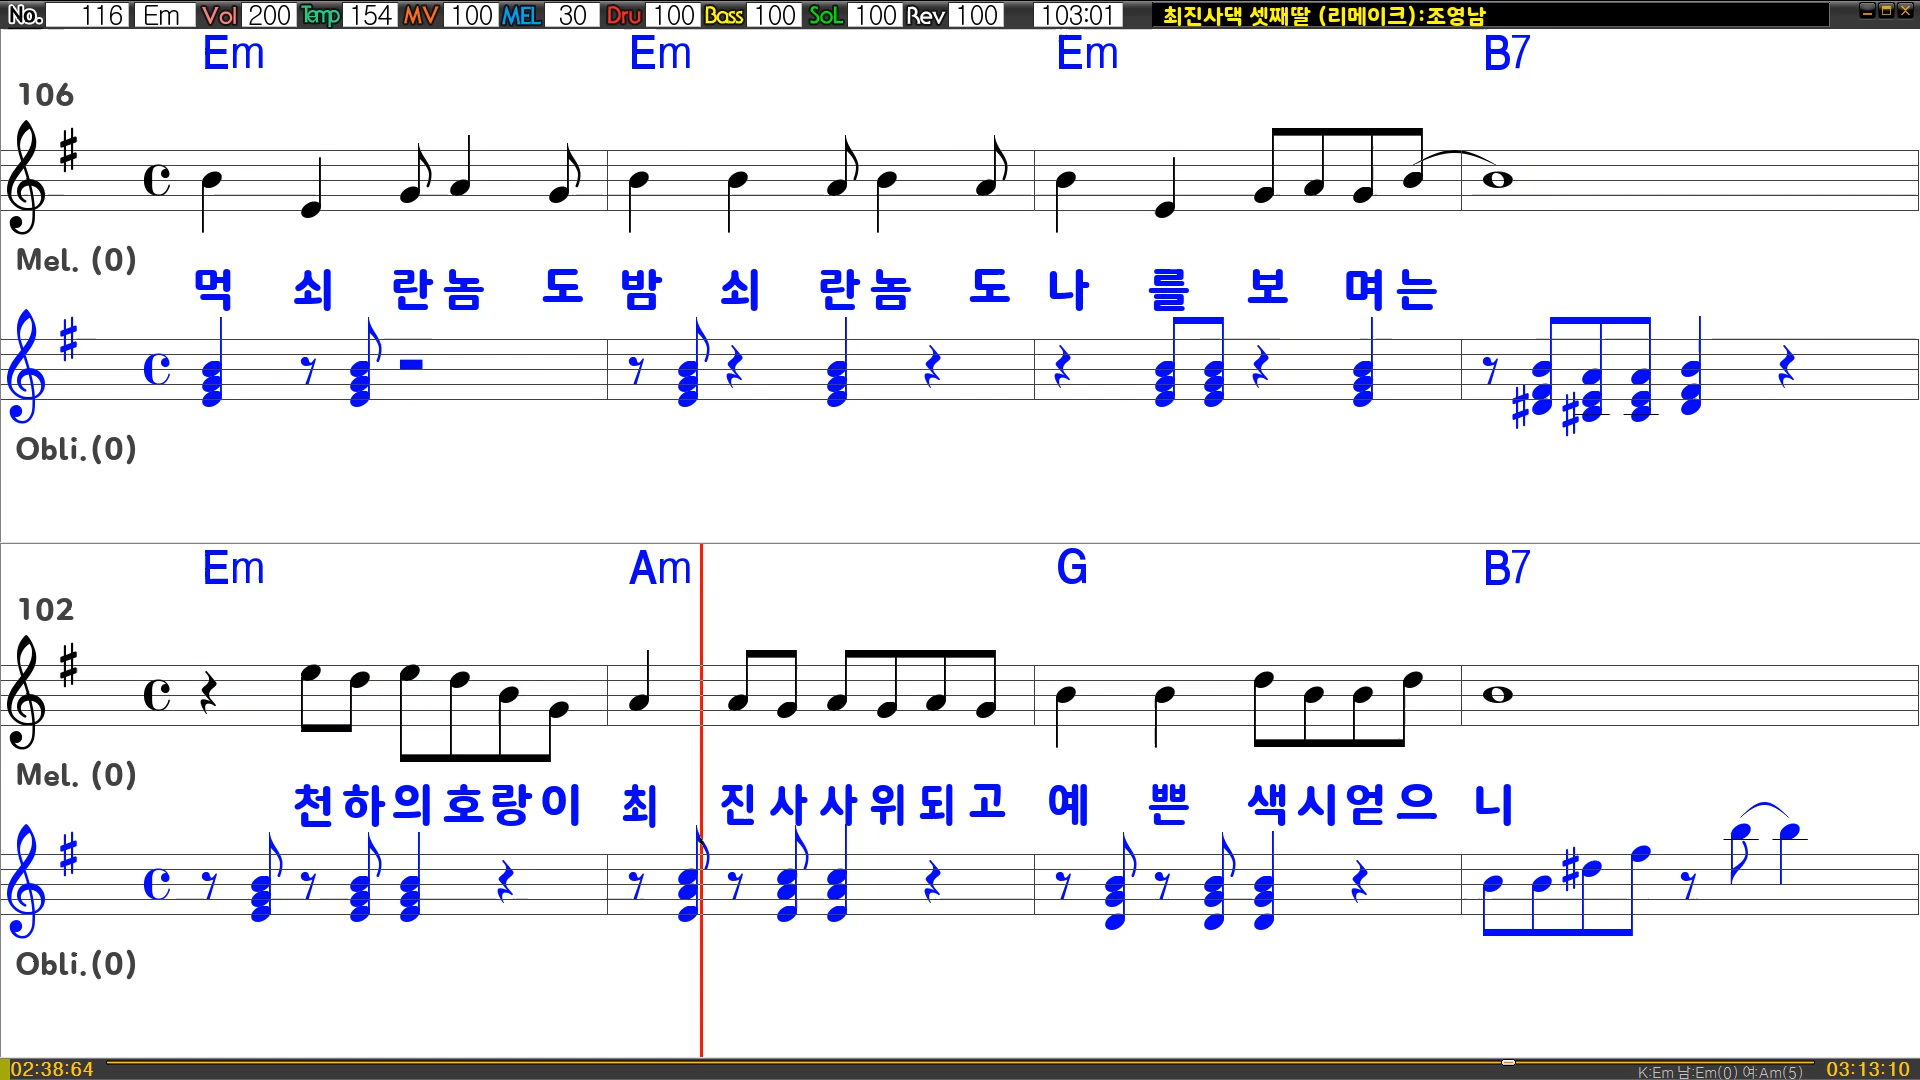 No. 116 Em Vol 200 Temp 154 MV 100 MEL 30 Dru 100 Bass 100 SoL 100 Rev 100 103:01 최진사댁 셋째딸 (리메이크):조영남
Em Em Em B7
106
Mel. (0)
먹 쇠 란 놈 도 밤 쇠 란 놈 도 나 를 보 며 는
Obli.(0)
Em Am G B7
102
Mel. (0)
천 하 의 호 랑 이 최 진 사 사 위 되 고 예 쁜 색 시 얻 으 니
Obli.(0)
02:38:64 K:Em 남:Em(0) 여:Am(5) 03:13:10